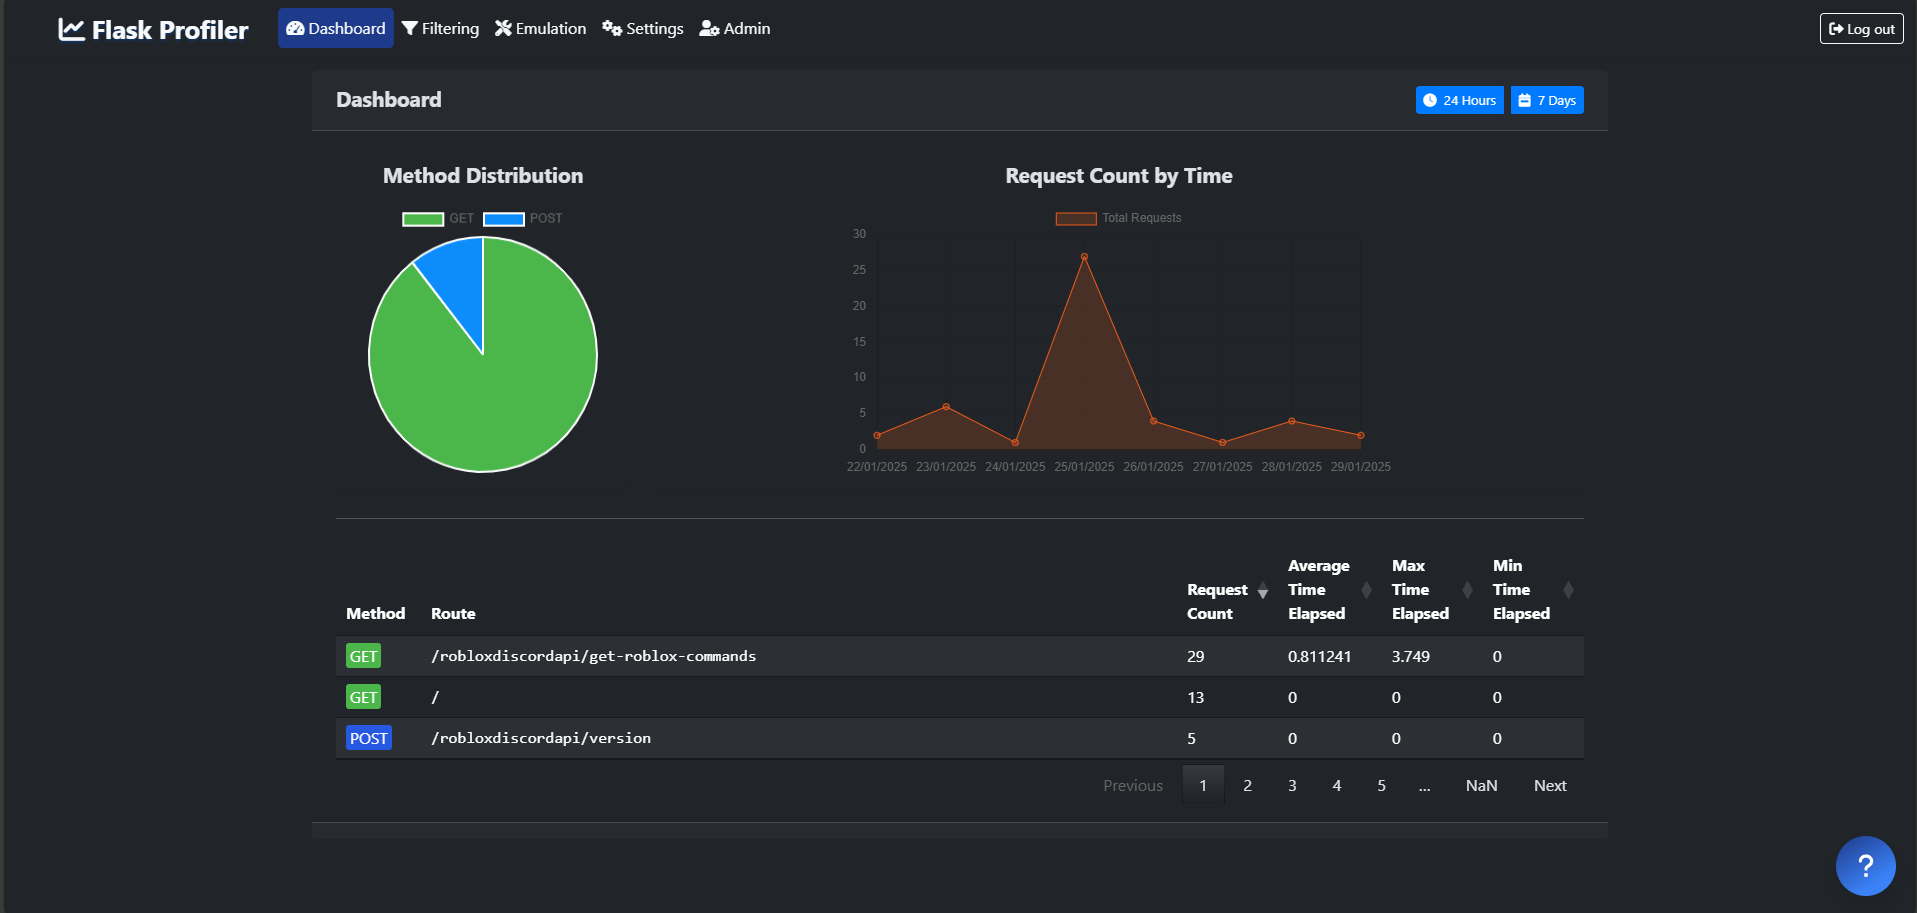 Flask Profiler Dashboard Filtering Emulation Settings Admin Log out
Dashboard 24 Hours 7 Days
Method Distribution
GET POST
Request Count by Time
Total Requests
30
25
20
15
10
5
0
22/01/2025 23/01/2025 24/01/2025 25/01/2025 26/01/2025 27/01/2025 28/01/2025 29/01/2025
Method Route Request Count Average Time Elapsed Max Time Elapsed Min Time Elapsed
GET /robloxdiscordapi/get-roblox-commands 29 0.811241 3.749 0
GET / 13 0 0 0
POST /robloxdiscordapi/version 5 0 0 0
Previous 1 2 3 4 5 ... NaN Next
?